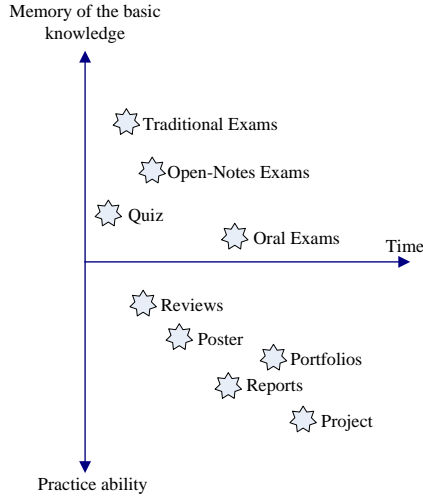 Memory of the basic
knowledge
Traditional Exams
Open-Notes Exams
Quiz
Oral Exams
Time
Reviews
Poster
Portfolios
Reports
Project
Practice ability